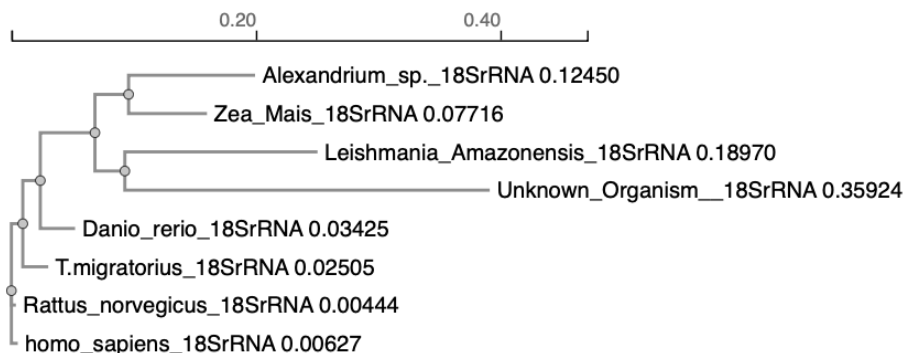 0.20 0.40
Alexandrium_sp._18SrRNA 0.12450
Zea_Mais_18SrRNA 0.07716
Leishmania_Amazonensis_18SrRNA 0.18970
Unknown_Organism__18SrRNA 0.35924
Danio_rerio_18SrRNA 0.03425
T.migratorius_18SrRNA 0.02505
Rattus_norvegicus_18SrRNA 0.00444
homo_sapiens_18SrRNA 0.00627